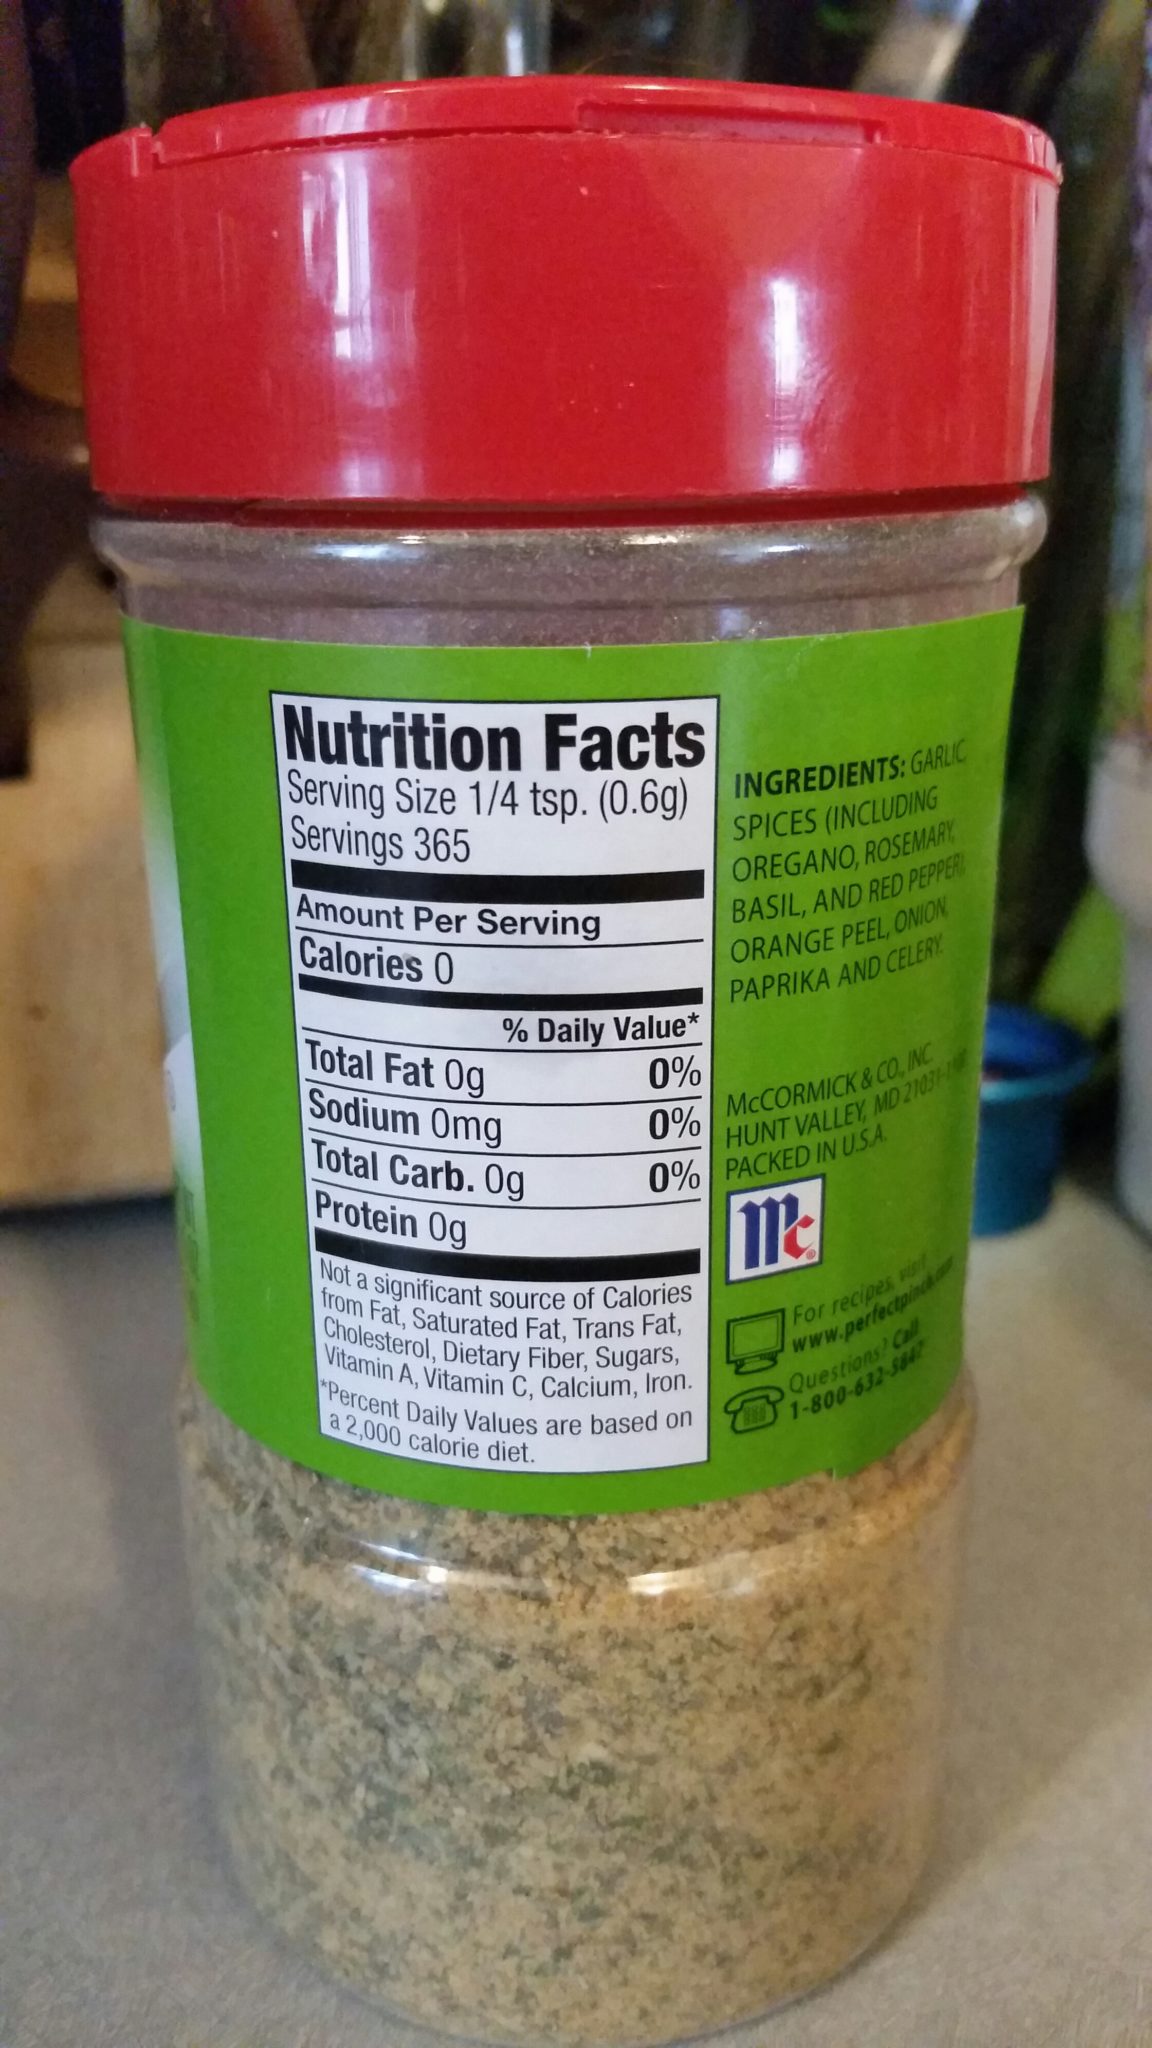 Nutrition Facts
Serving Size 1/4 tsp. (0.6g)
Servings 365
Amount Per Serving
Calories 0
% Daily Value*
Total Fat 0g 0%
Sodium 0mg 0%
Total Carb. 0g 0%
Protein 0g
Not a significant source of Calories
from Fat, Saturated Fat, Trans Fat,
Cholesterol, Dietary Fiber, Sugars,
Vitamin A, Vitamin C, Calcium, Iron.
*Percent Daily Values are based on
a 2,000 calorie diet.
INGREDIENTS: GARLIC,
SPICES (INCLUDING
OREGANO, ROSEMARY,
BASIL, AND RED PEPPER),
ORANGE PEEL, ONION,
PAPRIKA AND CELERY.
McCORMICK & CO., INC.
HUNT VALLEY, MD
PACKED IN U.S.A.
Mc®
For recipes, visit
Questions? Call
1-800-632-5847